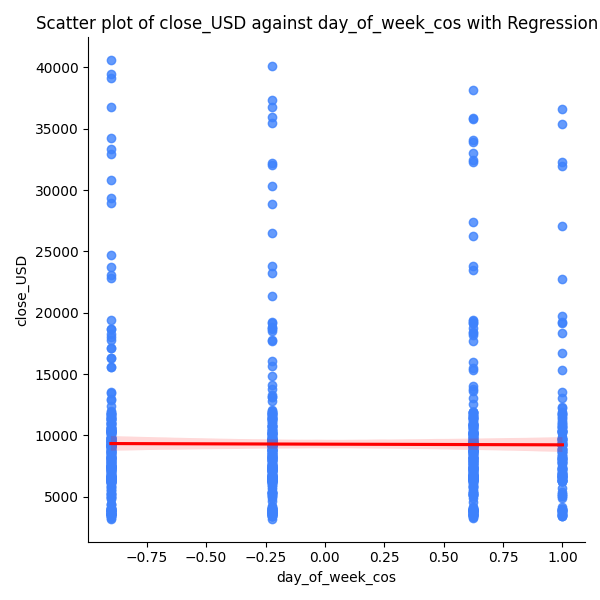 Scatter plot of close_USD against day_of_week_cos with Regression
40000
35000
30000
25000
20000
15000
10000
5000
close_USD
−0.75 −0.50 −0.25 0.00 0.25 0.50 0.75 1.00
day_of_week_cos